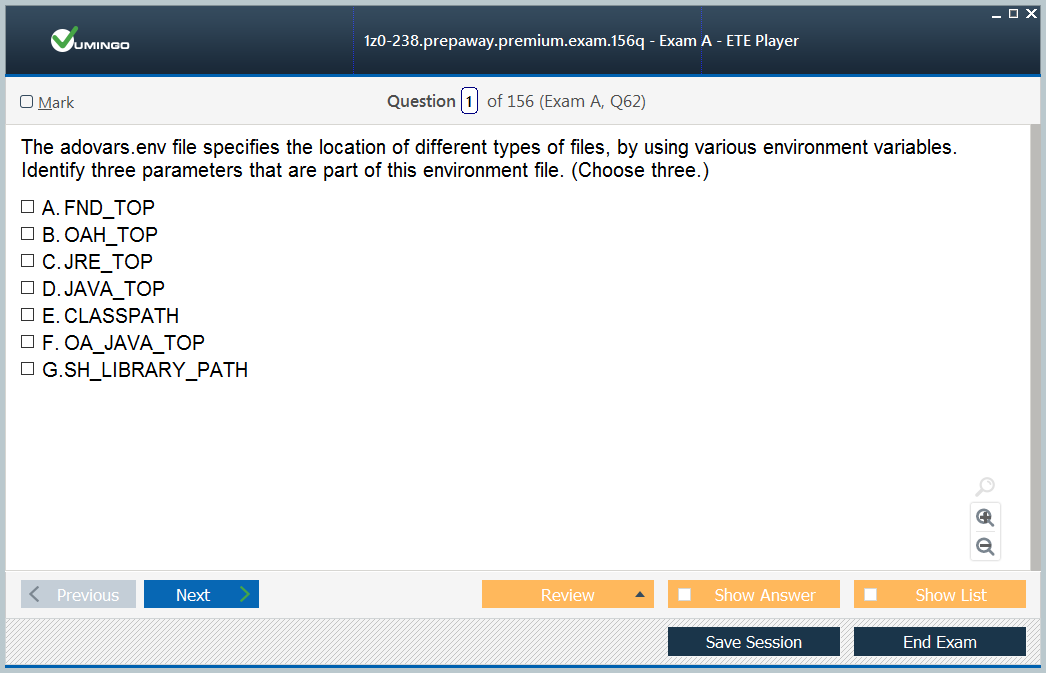 VUMINGO
1z0-238.prepaway.premium.exam.156q - Exam A - ETE Player
Mark
Question 1 of 156 (Exam A, Q62)
The adovars.env file specifies the location of different types of files, by using various environment variables.
Identify three parameters that are part of this environment file. (Choose three.)
A. FND_TOP
B. OAH_TOP
C. JRE_TOP
D. JAVA_TOP
E. CLASSPATH
F. OA_JAVA_TOP
G. SH_LIBRARY_PATH
Previous
Next
Review
Show Answer
Show List
Save Session
End Exam